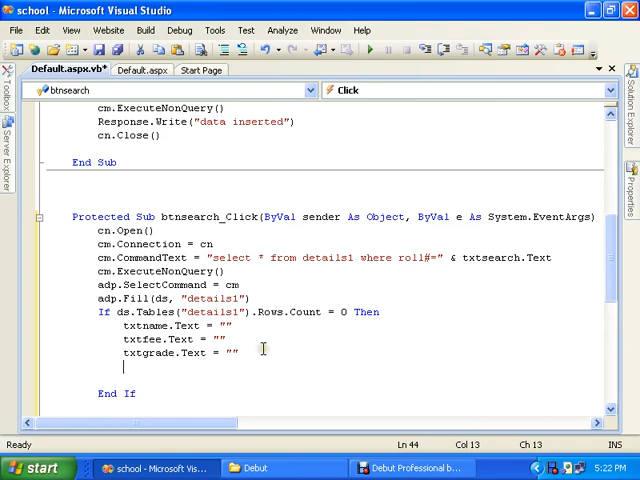 school - Microsoft Visual Studio
File Edit View Website Build Debug Tools Test Analyze Window Help
Default.aspx.vb* Default.aspx Start Page
btnsearch Click
Toolbox
Server Explorer
Solution Explorer
Properties
cm.ExecuteNonQuery()
Response.Write("data inserted")
cn.Close()
End Sub
Protected Sub btnsearch_Click(ByVal sender As Object, ByVal e As System.EventArgs)
cn.Open()
cm.Connection = cn
cm.CommandText = "select * from details1 where roll#=" & txtsearch.Text
cm.ExecuteNonQuery()
adp.SelectCommand = cm
adp.Fill(ds, "details1")
If ds.Tables("details1").Rows.Count = 0 Then
txtname.Text = ""
txtfee.Text = ""
txtgrade.Text = ""
End If
Ready Ln 44 Col 13 Ch 13 INS
start school - Microsoft Vis... Debut Debut Professional b... 5:22 PM